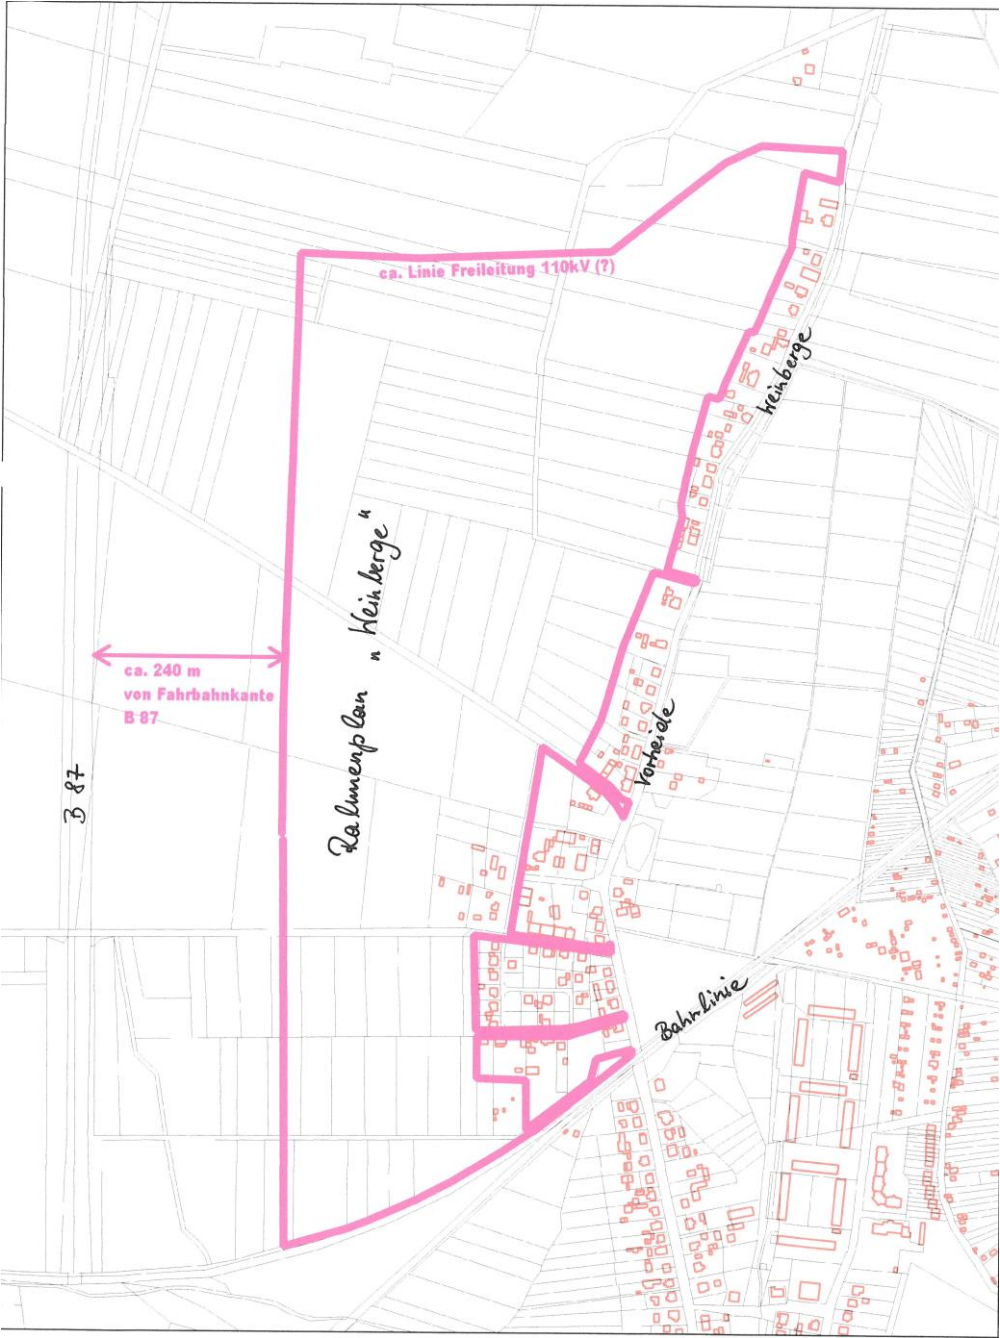 ca. Linie Freileitung 110kV (?)
Weinberge
Rahmenplan " Weinberge "
ca. 240 m
von Fahrbahnkante
B 87
B 87
Vorheide
Bahnlinie